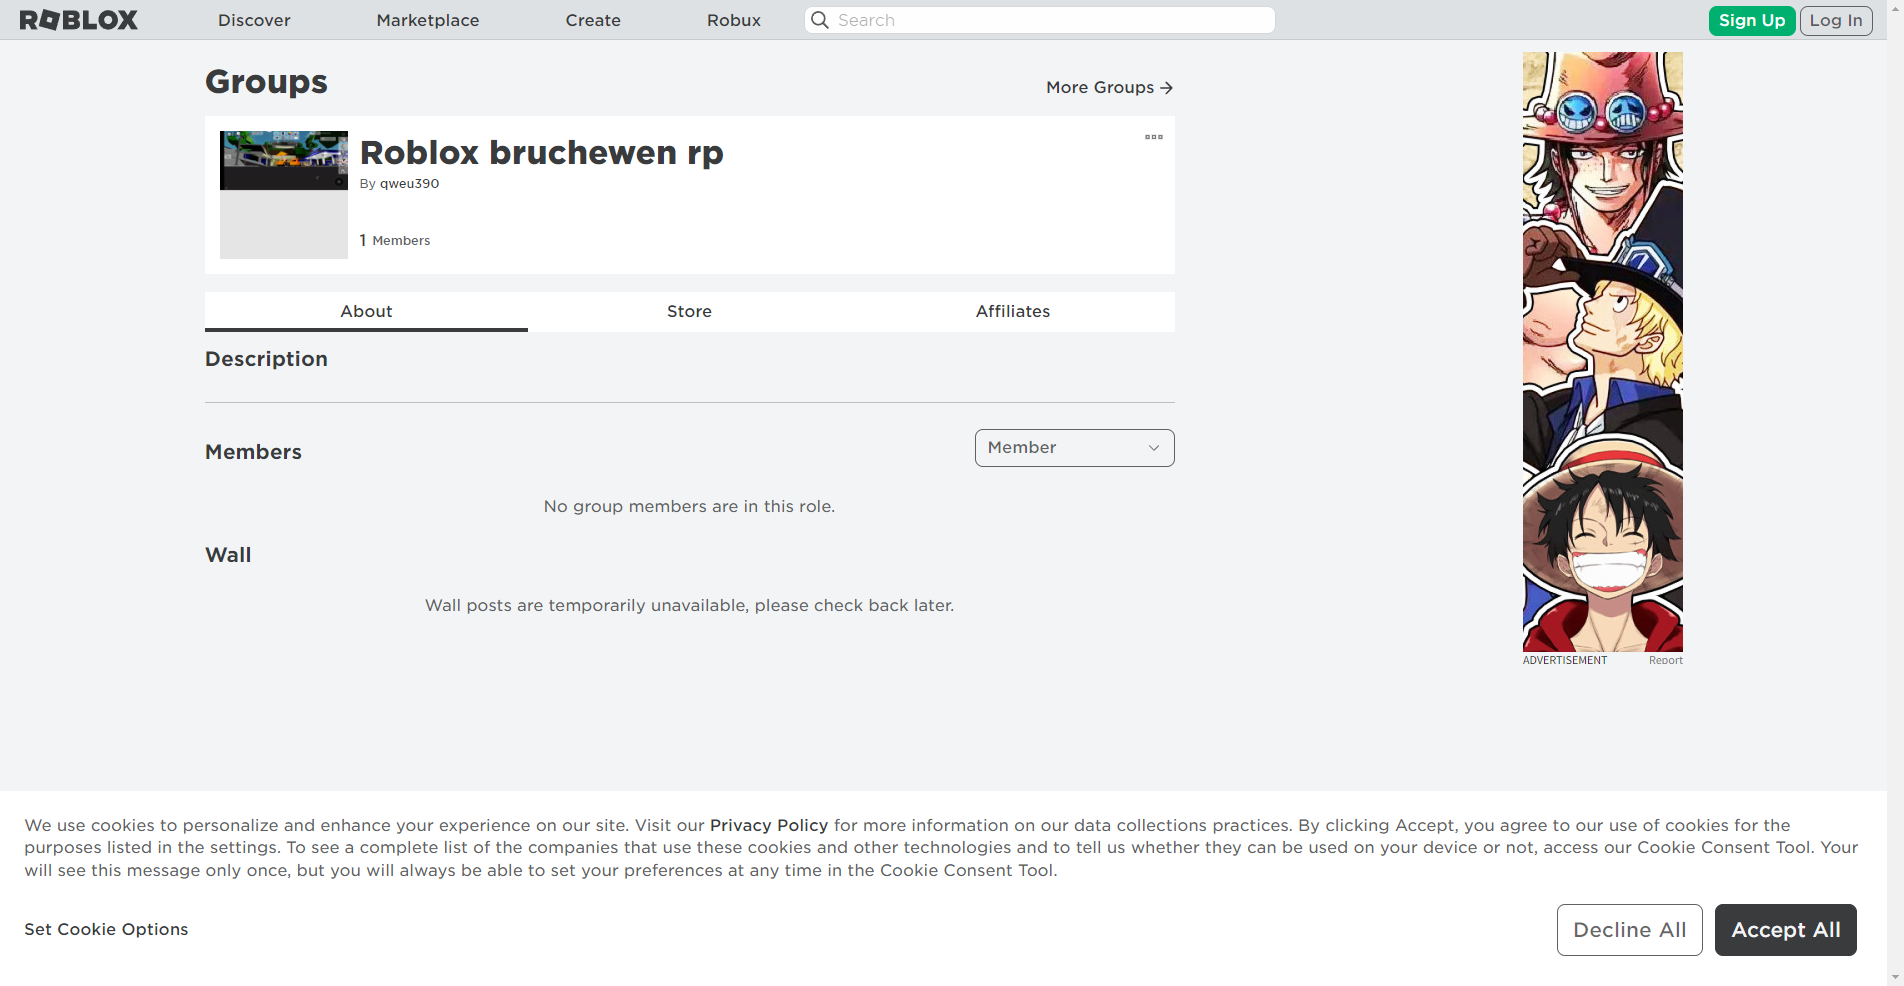 ROBLOX
Discover
Marketplace
Create
Robux
Search
Sign Up
Log In
Groups
More Groups
Roblox bruchewen rp
By qweu390
1 Members
About
Store
Affiliates
Description
Members
Member
No group members are in this role.
Wall
Wall posts are temporarily unavailable, please check back later.
ADVERTISEMENT
Report
We use cookies to personalize and enhance your experience on our site. Visit our Privacy Policy for more information on our data collections practices. By clicking Accept, you agree to our use of cookies for the
purposes listed in the settings. To see a complete list of the companies that use these cookies and other technologies and to tell us whether they can be used on your device or not, access our Cookie Consent Tool. Your
will see this message only once, but you will always be able to set your preferences at any time in the Cookie Consent Tool.
Set Cookie Options
Decline All
Accept All